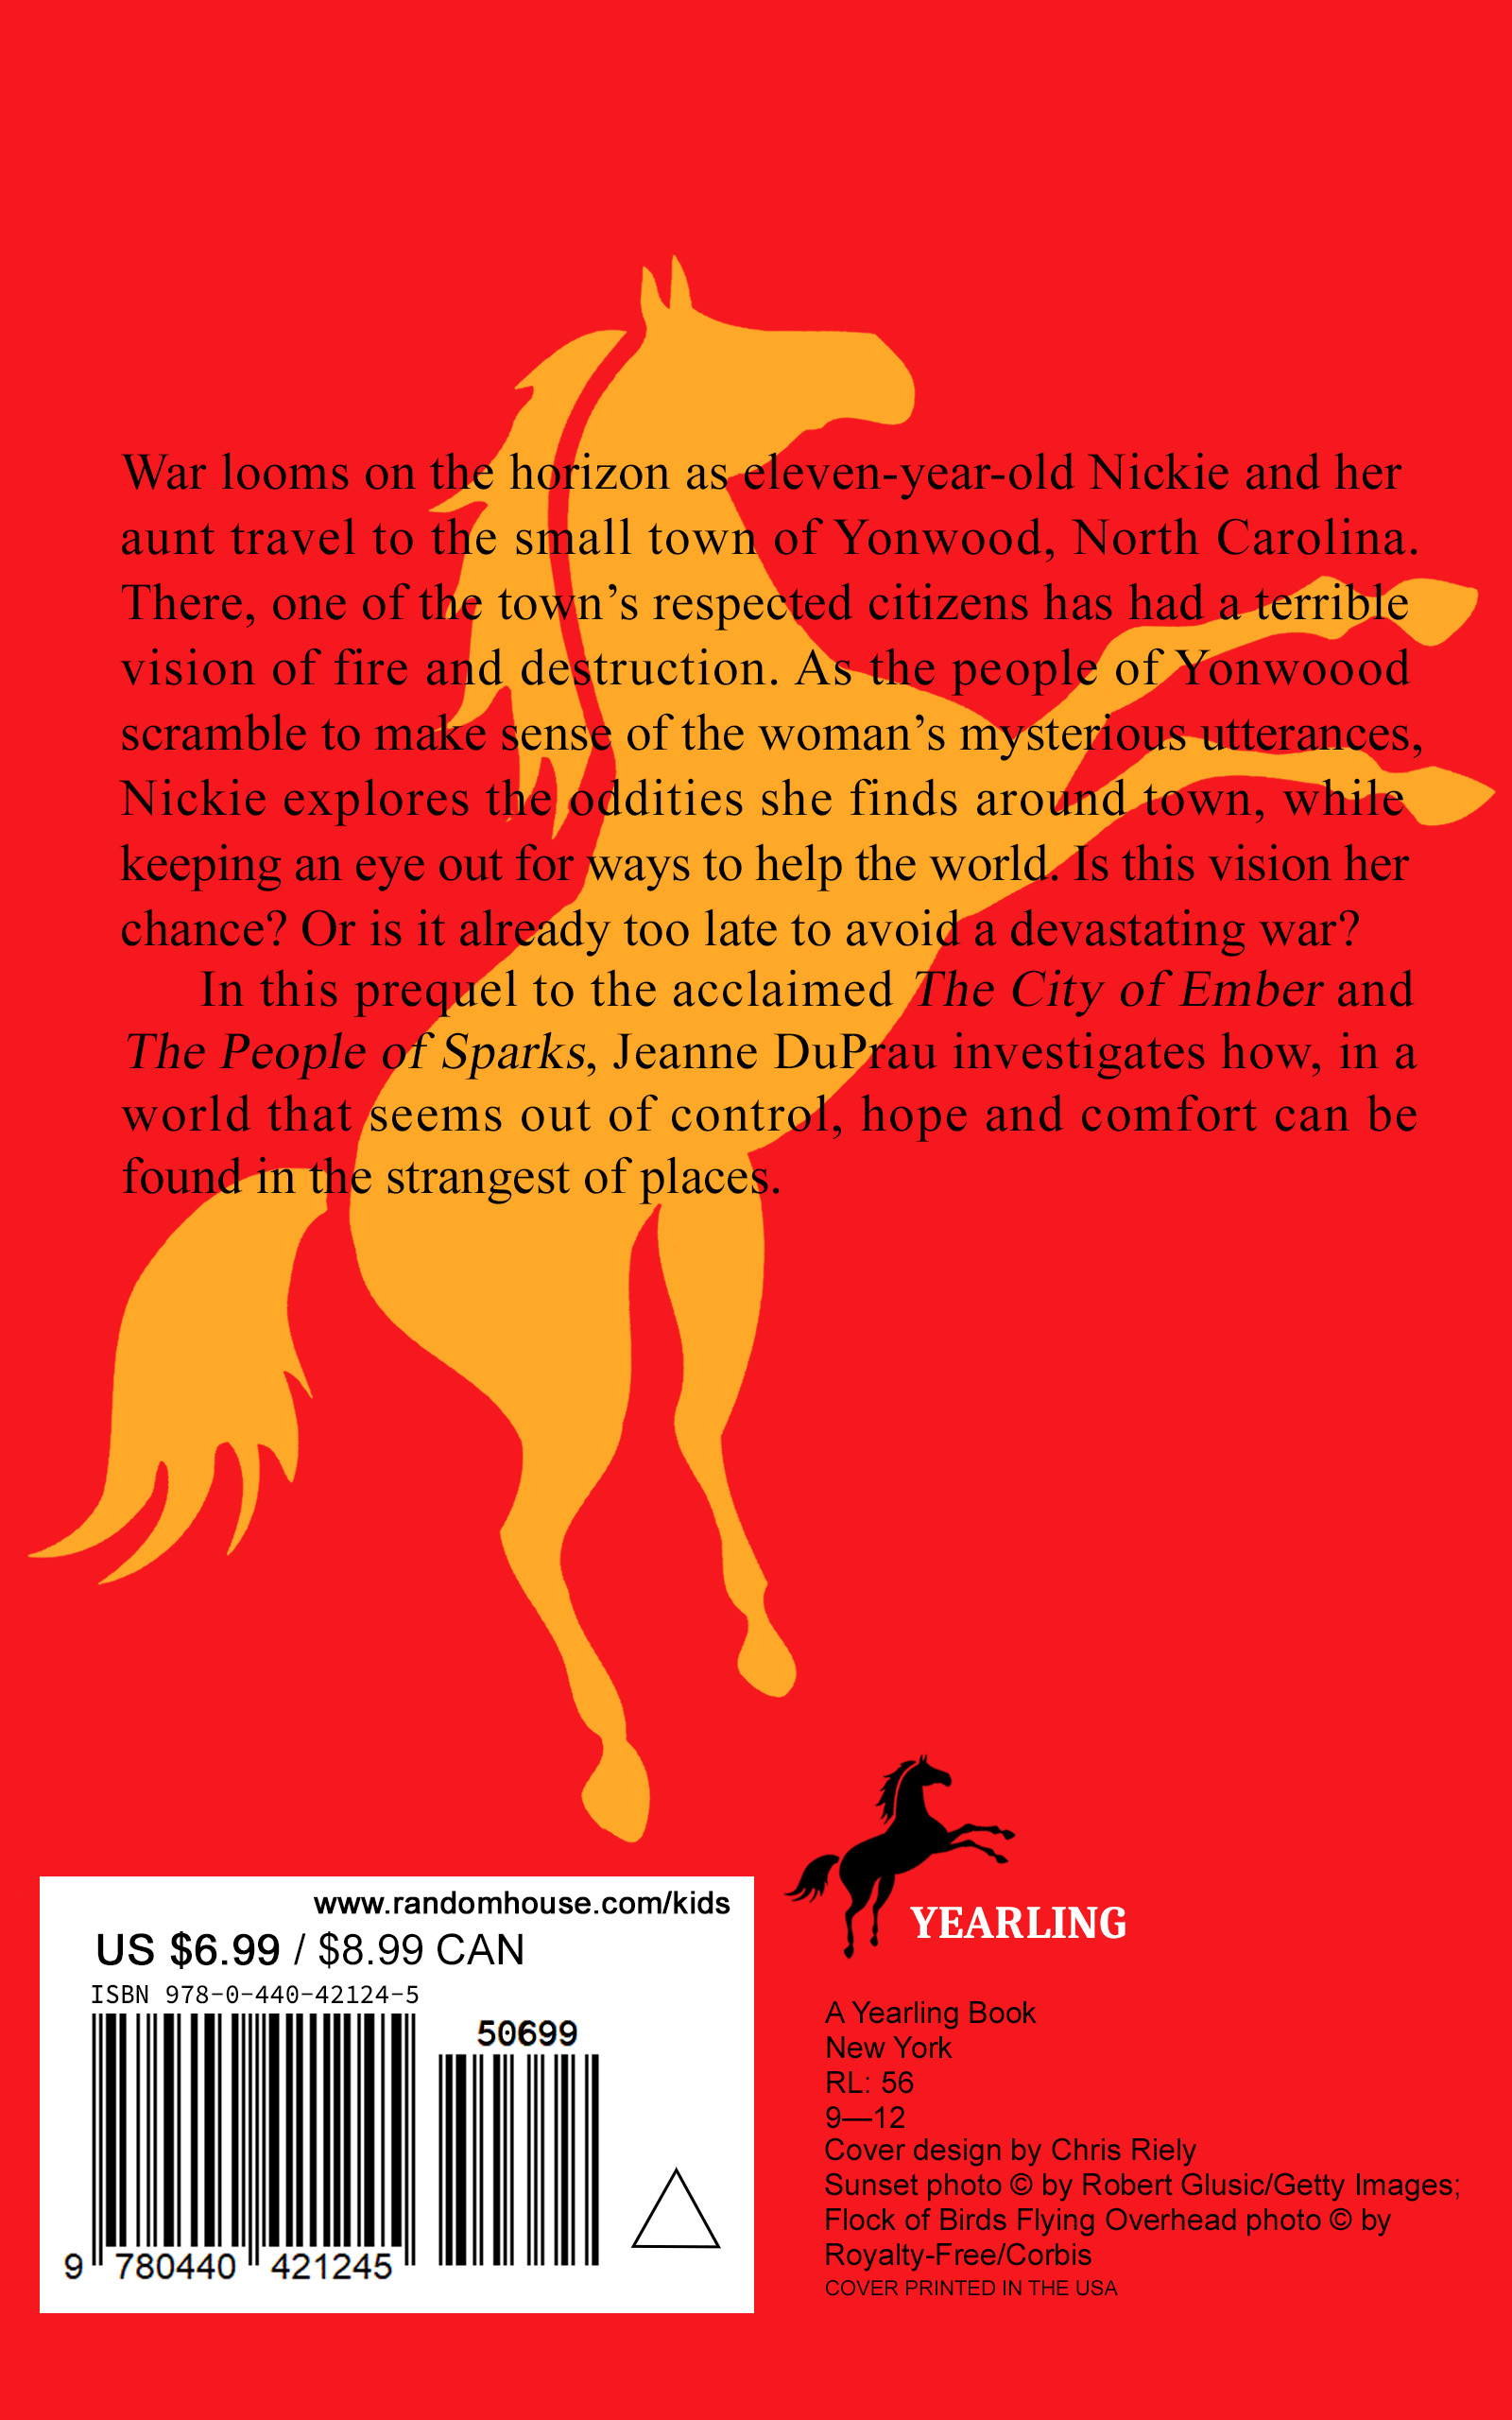 War looms on the horizon as eleven-year-old Nickie and her
aunt travel to the small town of Yonwood, North Carolina.
There, one of the town’s respected citizens has had a terrible
vision of fire and destruction. As the people of Yonwoood
scramble to make sense of the woman’s mysterious utterances,
Nickie explores the oddities she finds around town, while
keeping an eye out for ways to help the world. Is this vision her
chance? Or is it already too late to avoid a devastating war?
In this prequel to the acclaimed The City of Ember and
The People of Sparks, Jeanne DuPrau investigates how, in a
world that seems out of control, hope and comfort can be
found in the strangest of places.
www.randomhouse.com/kids
US $6.99 / $8.99 CAN
ISBN 978-0-440-42124-5
50699
9 780440 421245
YEARLING
A Yearling Book
New York
RL: 56
9—12
Cover design by Chris Riely
Sunset photo © by Robert Glusic/Getty Images;
Flock of Birds Flying Overhead photo © by
Royalty-Free/Corbis
COVER PRINTED IN THE USA